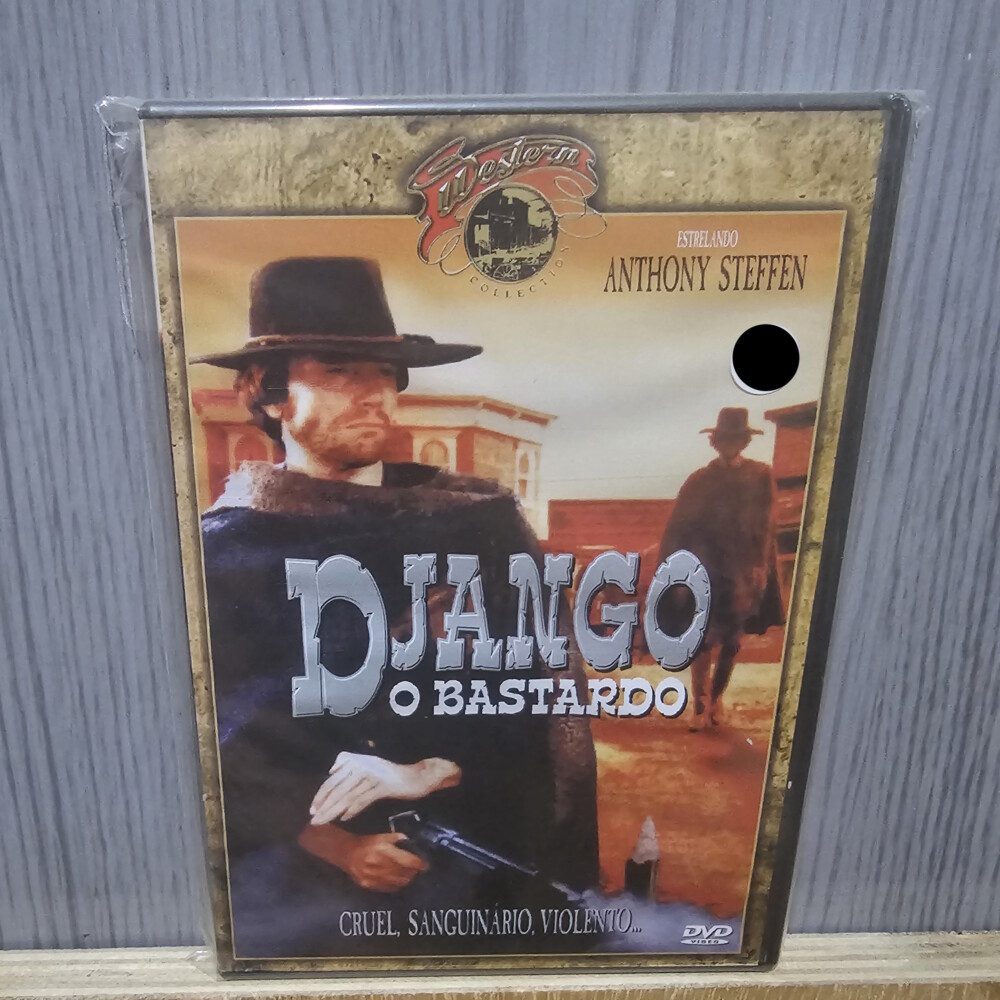 Western
COLLECTION
ESTRELANDO
ANTHONY STEFFEN
DJANGO
O BASTARDO
CRUEL, SANGUINÁRIO, VIOLENTO...
DVD
VIDEO